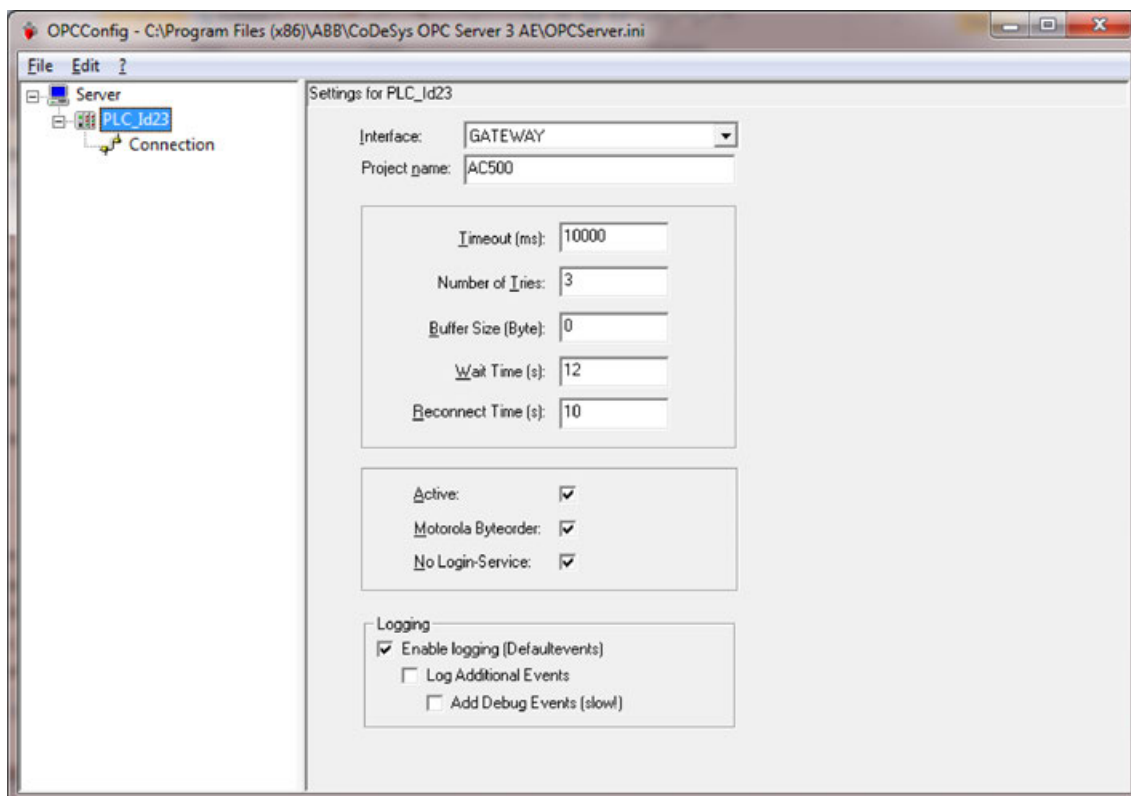 OPCConfig - C:\Program Files (x86)\ABB\CoDeSys OPC Server 3 AE\OPCServer.ini
File Edit ?
Server
PLC_Id23
Connection
Settings for PLC_Id23
Interface: GATEWAY
Project name: AC500
Timeout (ms): 10000
Number of Tries: 3
Buffer Size (Byte): 0
Wait Time (s): 12
Reconnect Time (s): 10
Active:
Motorola Byteorder:
No Login-Service:
Logging
Enable logging (Defaultevents)
Log Additional Events
Add Debug Events (slow!)